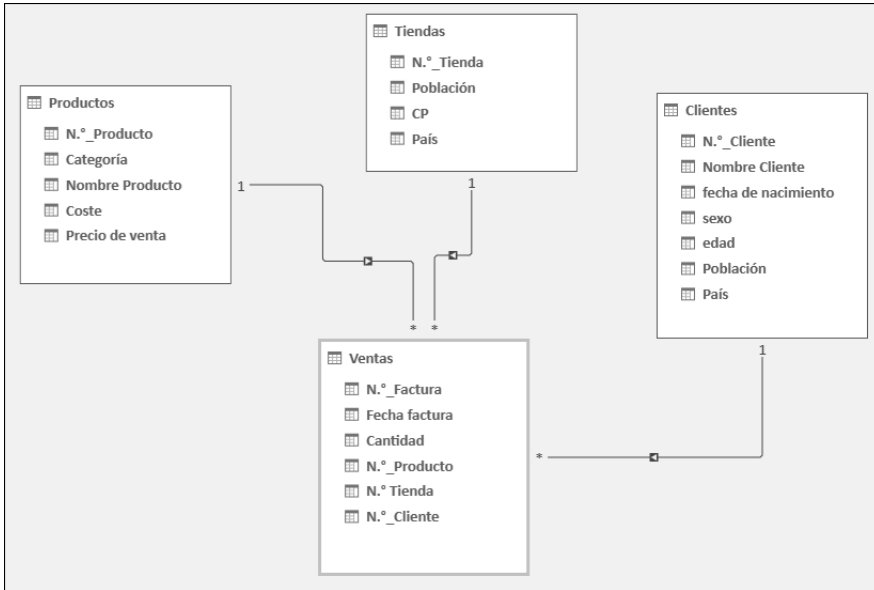 Tiendas
N.°_Tienda
Población
CP
País
Productos
N.°_Producto
Categoría
Nombre Producto
Coste
Precio de venta
Clientes
N.°_Cliente
Nombre Cliente
fecha de nacimiento
sexo
edad
Población
País
1
1
1
*
*
*
Ventas
N.°_Factura
Fecha factura
Cantidad
N.°_Producto
N.° Tienda
N.°_Cliente